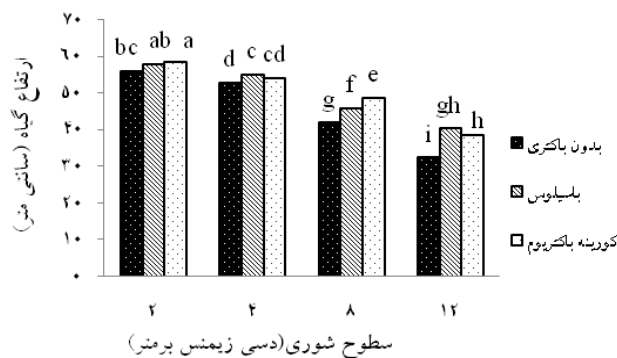 ارتفاع گیاه (سانتی متر)
۷۰
۶۰
۵۰
۴۰
۳۰
۲۰
۱۰
۰
bc ab a
d c cd
g f e
i gh h
۲ ۴ ۸ ۱۲
سطوح شوری(دسی زیمنس برمتر)
بدون باکتری
باسیلوس
کورینه باکتریوم